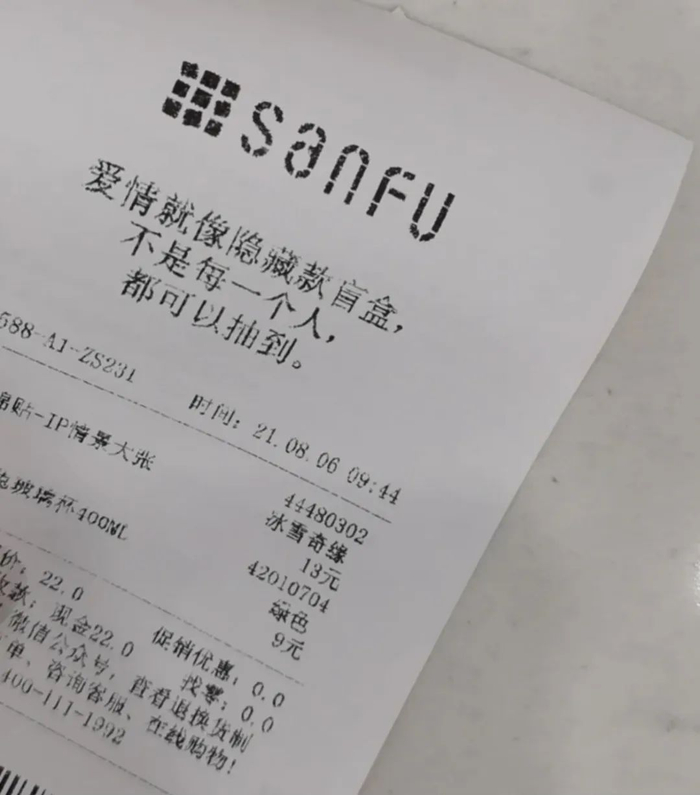 sanfu
爱情就像隐藏款盲盒，
不是每一个人，
都可以抽到。
588-A1-ZS231
时间: 21.08.06 09:44
贴-IP情景大张
44480302
冰雪奇缘
13元
玻璃杯400ML
42010704
绿色
9元
价: 22.0
促销优惠: 0.0
收款: 现金22.0
找零: 0.0
微信公众号, 查看退换货制
单、咨询客服、在线购物!
400-111-1992